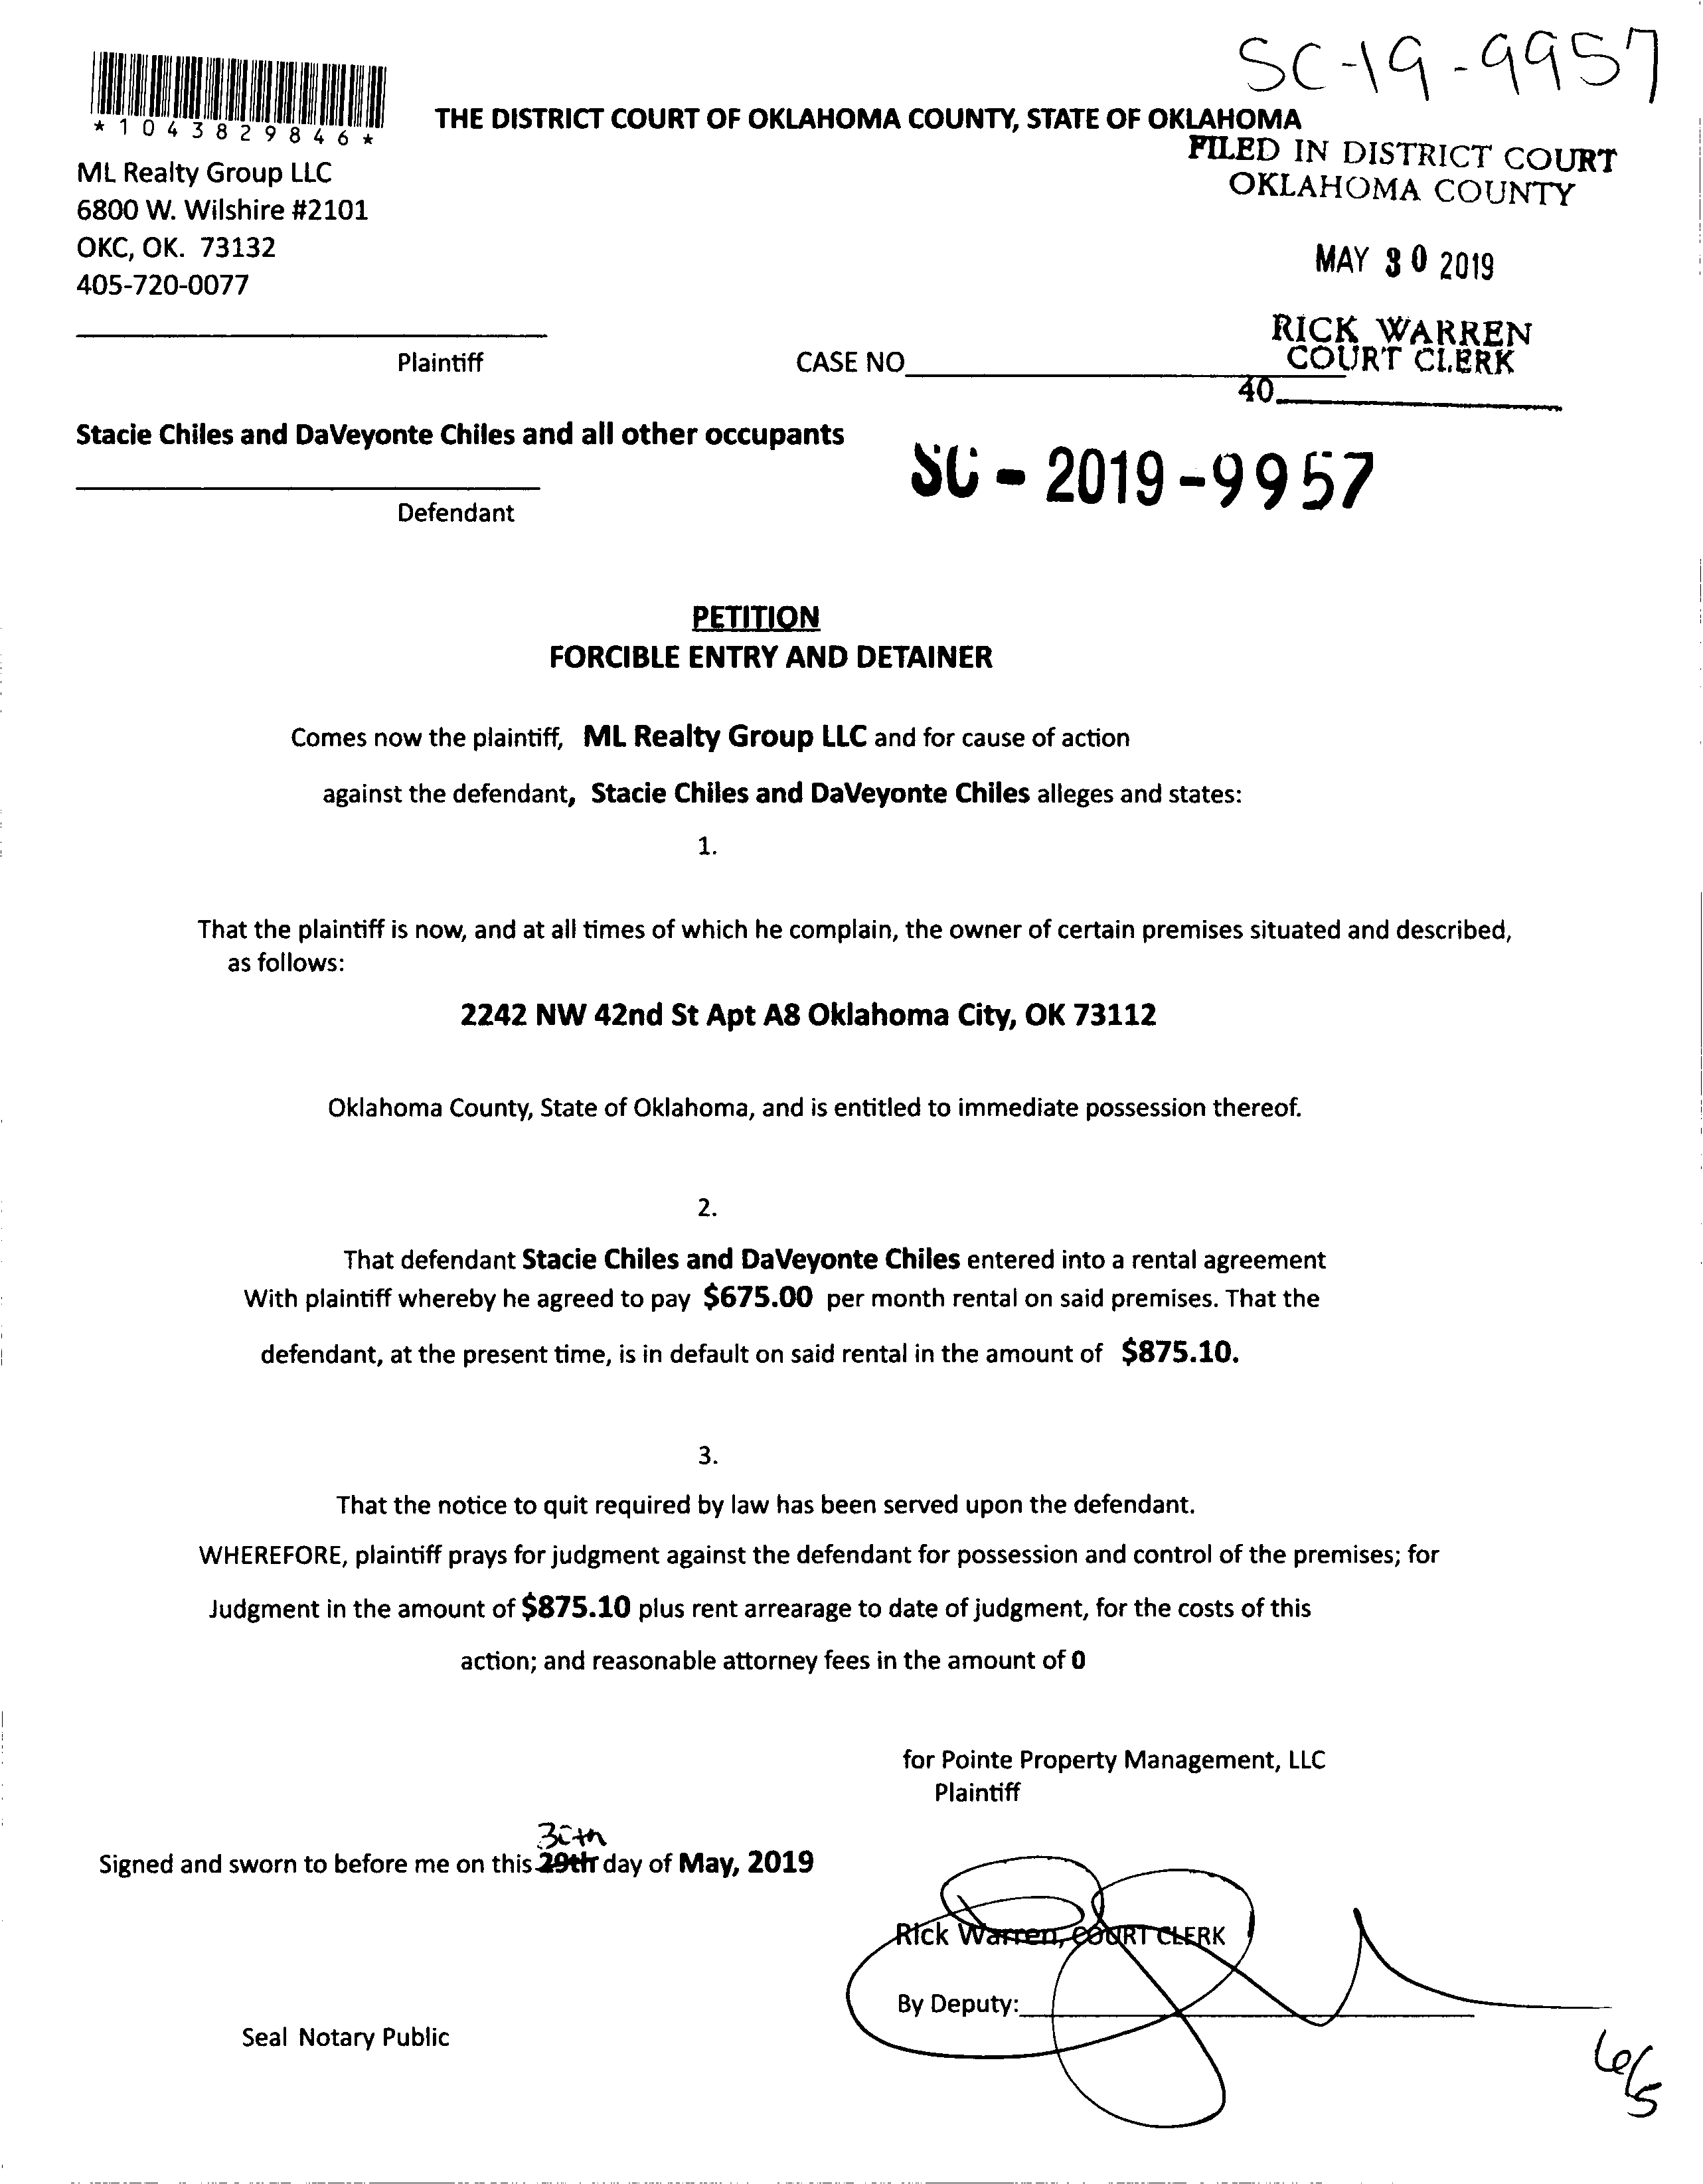 SC-19-9957
*1043829846*
THE DISTRICT COURT OF OKLAHOMA COUNTY, STATE OF OKLAHOMA
FILED IN DISTRICT COURT
OKLAHOMA COUNTY
ML Realty Group LLC
6800 W. Wilshire #2101
OKC, OK. 73132
405-720-0077
MAY 30 2019
RICK WARREN
COURT CLERK
Plaintiff
CASE NO
40
Stacie Chiles and DaVeyonte Chiles and all other occupants
SC - 2019 - 9957
Defendant
PETITION
FORCIBLE ENTRY AND DETAINER
Comes now the plaintiff, ML Realty Group LLC and for cause of action
against the defendant, Stacie Chiles and DaVeyonte Chiles alleges and states:
1.
That the plaintiff is now, and at all times of which he complain, the owner of certain premises situated and described,
as follows:
2242 NW 42nd St Apt A8 Oklahoma City, OK 73112
Oklahoma County, State of Oklahoma, and is entitled to immediate possession thereof.
2.
That defendant Stacie Chiles and DaVeyonte Chiles entered into a rental agreement
With plaintiff whereby he agreed to pay $675.00 per month rental on said premises. That the
defendant, at the present time, is in default on said rental in the amount of $875.10.
3.
That the notice to quit required by law has been served upon the defendant.
WHEREFORE, plaintiff prays for judgment against the defendant for possession and control of the premises; for
Judgment in the amount of $875.10 plus rent arrearage to date of judgment, for the costs of this
action; and reasonable attorney fees in the amount of 0
for Pointe Property Management, LLC
Plaintiff
30th
Signed and sworn to before me on this 29th day of May, 2019
Rick Warren, COURT CLERK
By Deputy:
Seal Notary Public
6/5